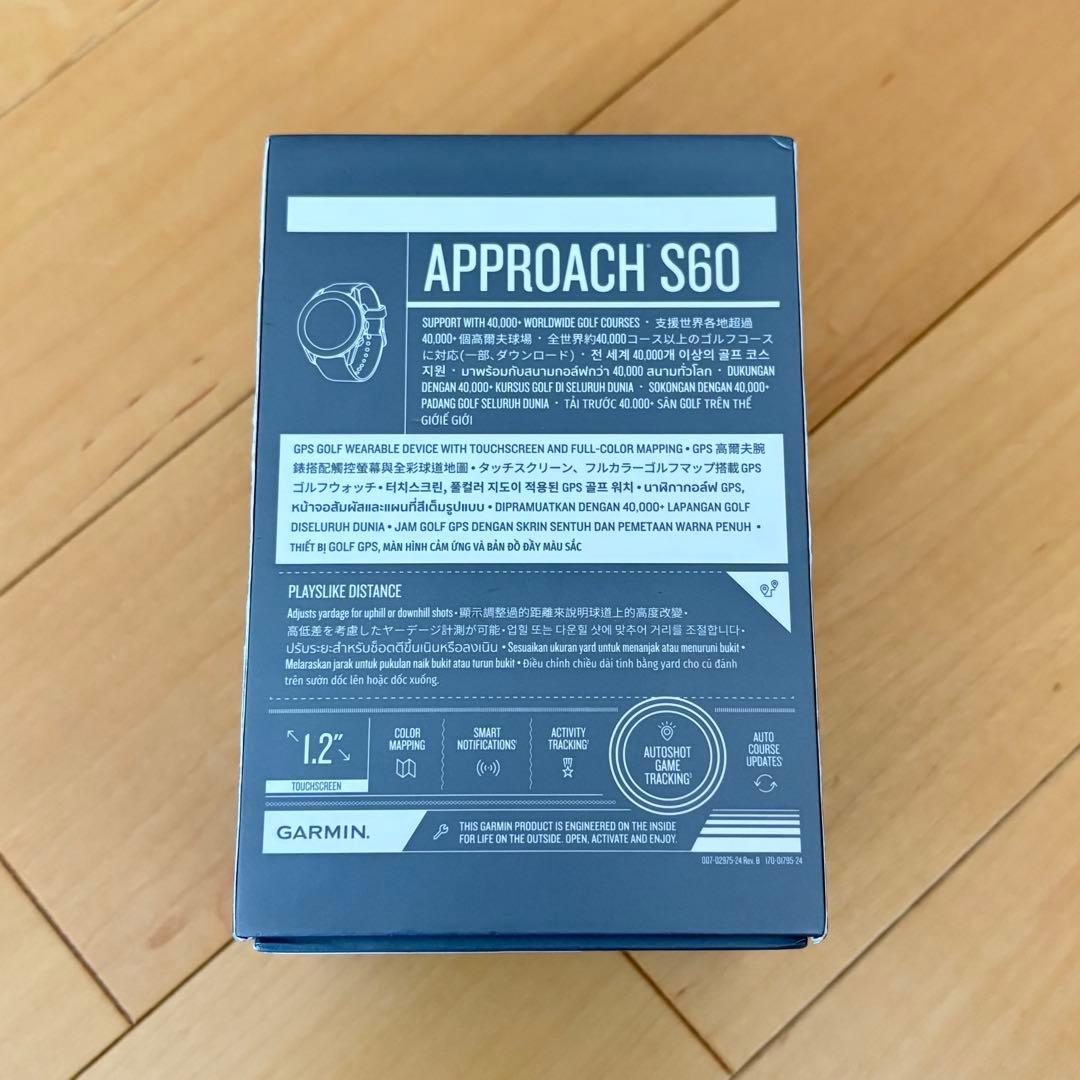 APPROACH® S60
SUPPORT WITH 40,000+ WORLDWIDE GOLF COURSES • 支援世界各地超過
40,000+個高爾夫球場 • 全世界約40,000コース以上のゴルフコース
に対応(一部、ダウンロード) • 전 세계 40,000개 이상의 골프 코스
지원 • มาพร้อมกับสนามกอล์ฟกว่า 40,000 สนามทั่วโลก • DUKUNGAN
DENGAN 40,000+ KURSUS GOLF DI SELURUH DUNIA • SOKONGAN DENGAN 40,000+
PADANG GOLF SELURUH DUNIA • TẢI TRƯỚC 40.000+ SÂN GOLF TRÊN THẾ
GIỚIẾ GIỚI
GPS GOLF WEARABLE DEVICE WITH TOUCHSCREEN AND FULL-COLOR MAPPING • GPS 高爾夫腕
錶搭配觸控螢幕與全彩球道地圖 • タッチスクリーン、フルカラーゴルフマップ搭載 GPS
ゴルフウォッチ • 터치스크린, 풀컬러 지도이 적용된 GPS 골프 워치 • นาฬิกากอล์ฟ GPS,
หน้าจอสัมผัสและแผนที่สีเต็มรูปแบบ • DIPRAMUATKAN DENGAN 40,000+ LAPANGAN GOLF
DISELURUH DUNIA • JAM GOLF GPS DENGAN SKRIN SENTUH DAN PEMETAAN WARNA PENUH •
THIẾT BỊ GOLF GPS, MÀN HÌNH CẢM ỨNG VÀ BẢN ĐỒ ĐẦY MÀU SẮC
PLAYSLIKE DISTANCE
Adjusts yardage for uphill or downhill shots • 顯示調整過的距離來說明球道上的高度改變 •
高低差を考慮したヤーデージ計測が可能 • 업힐 또는 다운힐 샷에 맞추어 거리를 조절합니다 •
ปรับระยะสำหรับช็อตตีขึ้นเนินหรือลงเนิน • Sesuaikan ukuran yard untuk menanjak atau menuruni bukit •
Melaraskan jarak untuk pukulan naik bukit atau turun bukit • Điều chỉnh chiều dài tính bằng yard cho cú đánh
trên sườn dốc lên hoặc dốc xuống.
1.2"
TOUCHSCREEN
COLOR
MAPPING
SMART
NOTIFICATIONS¹
ACTIVITY
TRACKING²
AUTOSHOT
GAME
TRACKING³
AUTO
COURSE
UPDATES
GARMIN.
THIS GARMIN PRODUCT IS ENGINEERED ON THE INSIDE
FOR LIFE ON THE OUTSIDE. OPEN, ACTIVATE AND ENJOY.
007-02975-24 Rev. B 170-01795-24